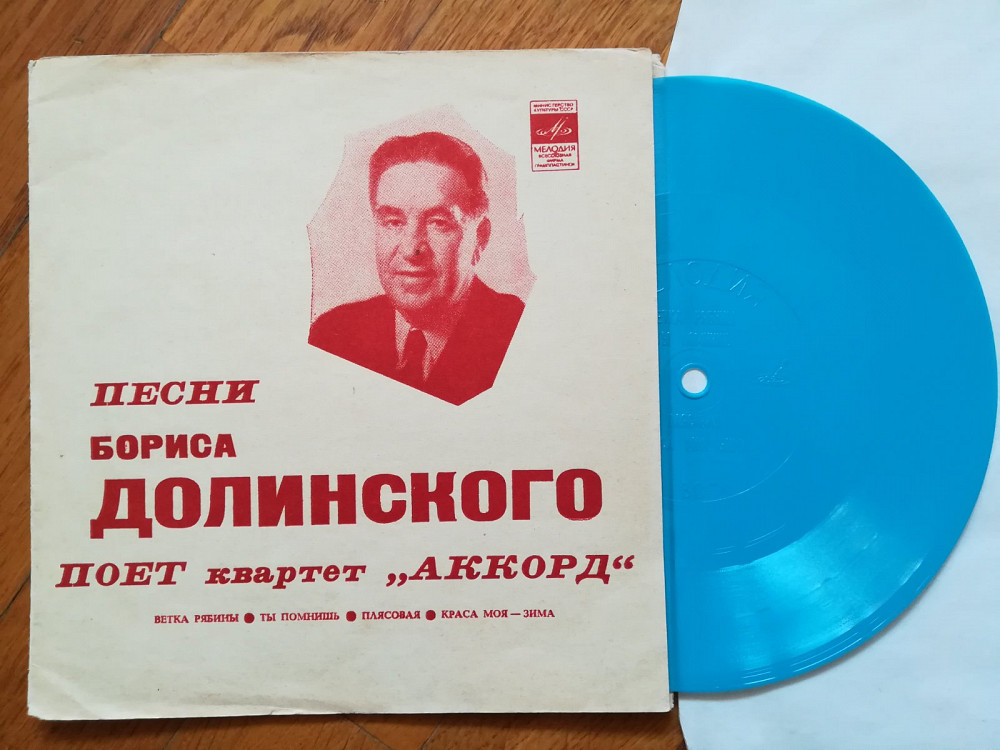 МИНИСТЕРСТВО
КУЛЬТУРЫ СССР
МЕЛОДИЯ
ВСЕСОЮЗНАЯ
ФИРМА
ГРАМПЛАСТИНОК
ПЕСНИ
БОРИСА
ДОЛИНСКОГО
ПОЕТ квартет „АККОРД“
ВЕТКА РЯБИНЫ ● ТЫ ПОМНИШЬ ● ПЛЯСОВАЯ ● КРАСА МОЯ — ЗИМА